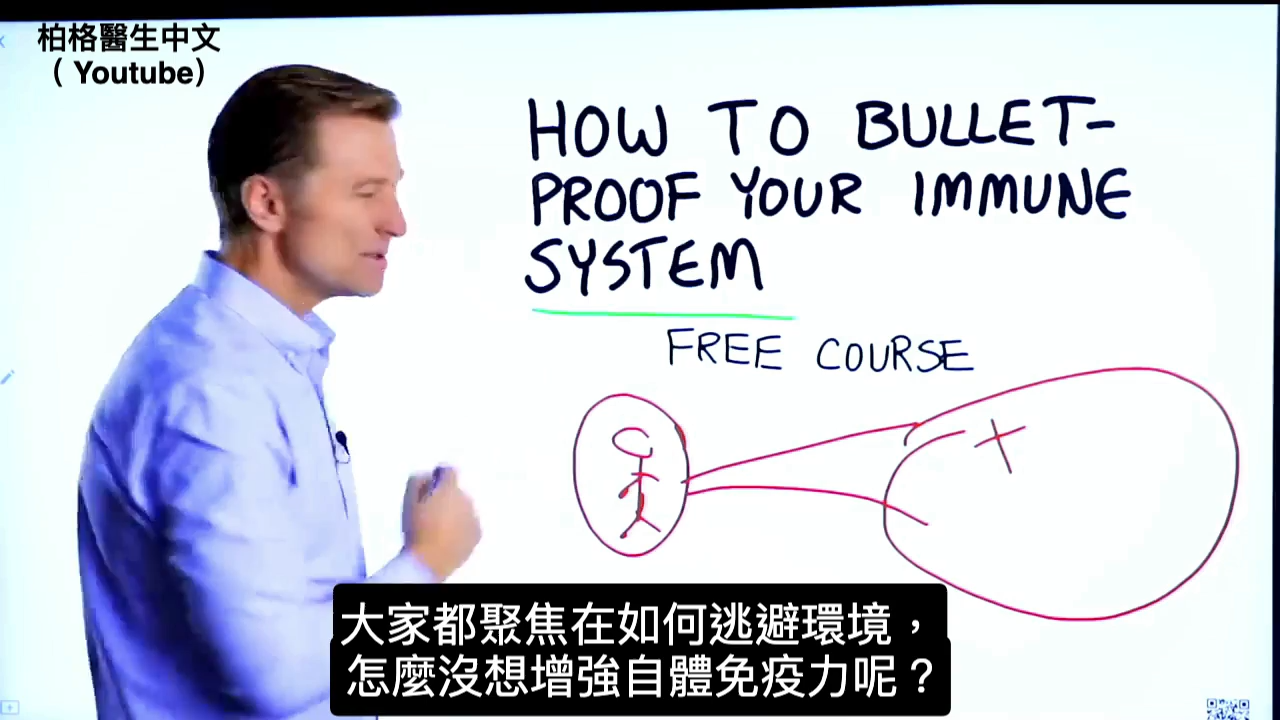 柏格醫生中文
( Youtube)
HOW TO BULLET-
PROOF YOUR IMMUNE
SYSTEM
FREE COURSE
大家都聚焦在如何逃避環境，
怎麼沒想增強自體免疫力呢？